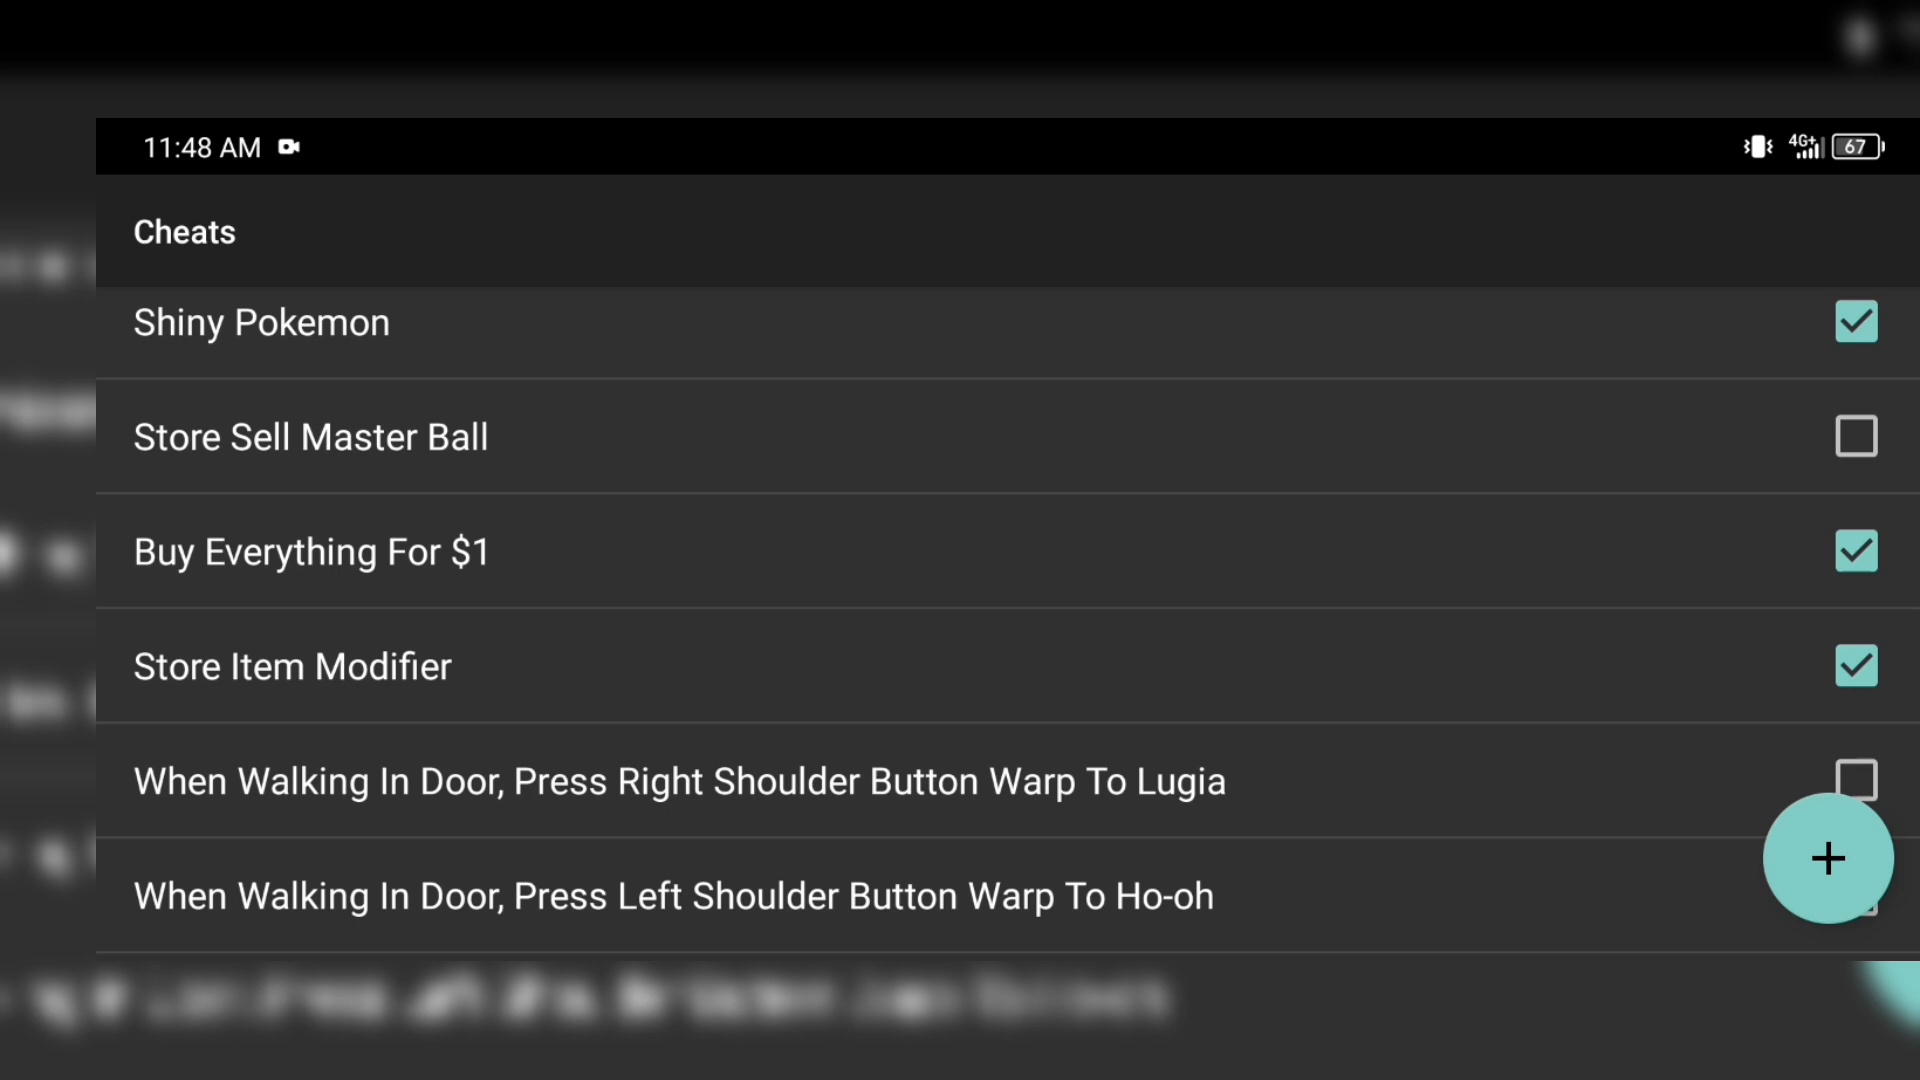 11:48 AM
4G+ 67
Cheats
Shiny Pokemon
Store Sell Master Ball
Buy Everything For $1
Store Item Modifier
When Walking In Door, Press Right Shoulder Button Warp To Lugia
+
When Walking In Door, Press Left Shoulder Button Warp To Ho-oh